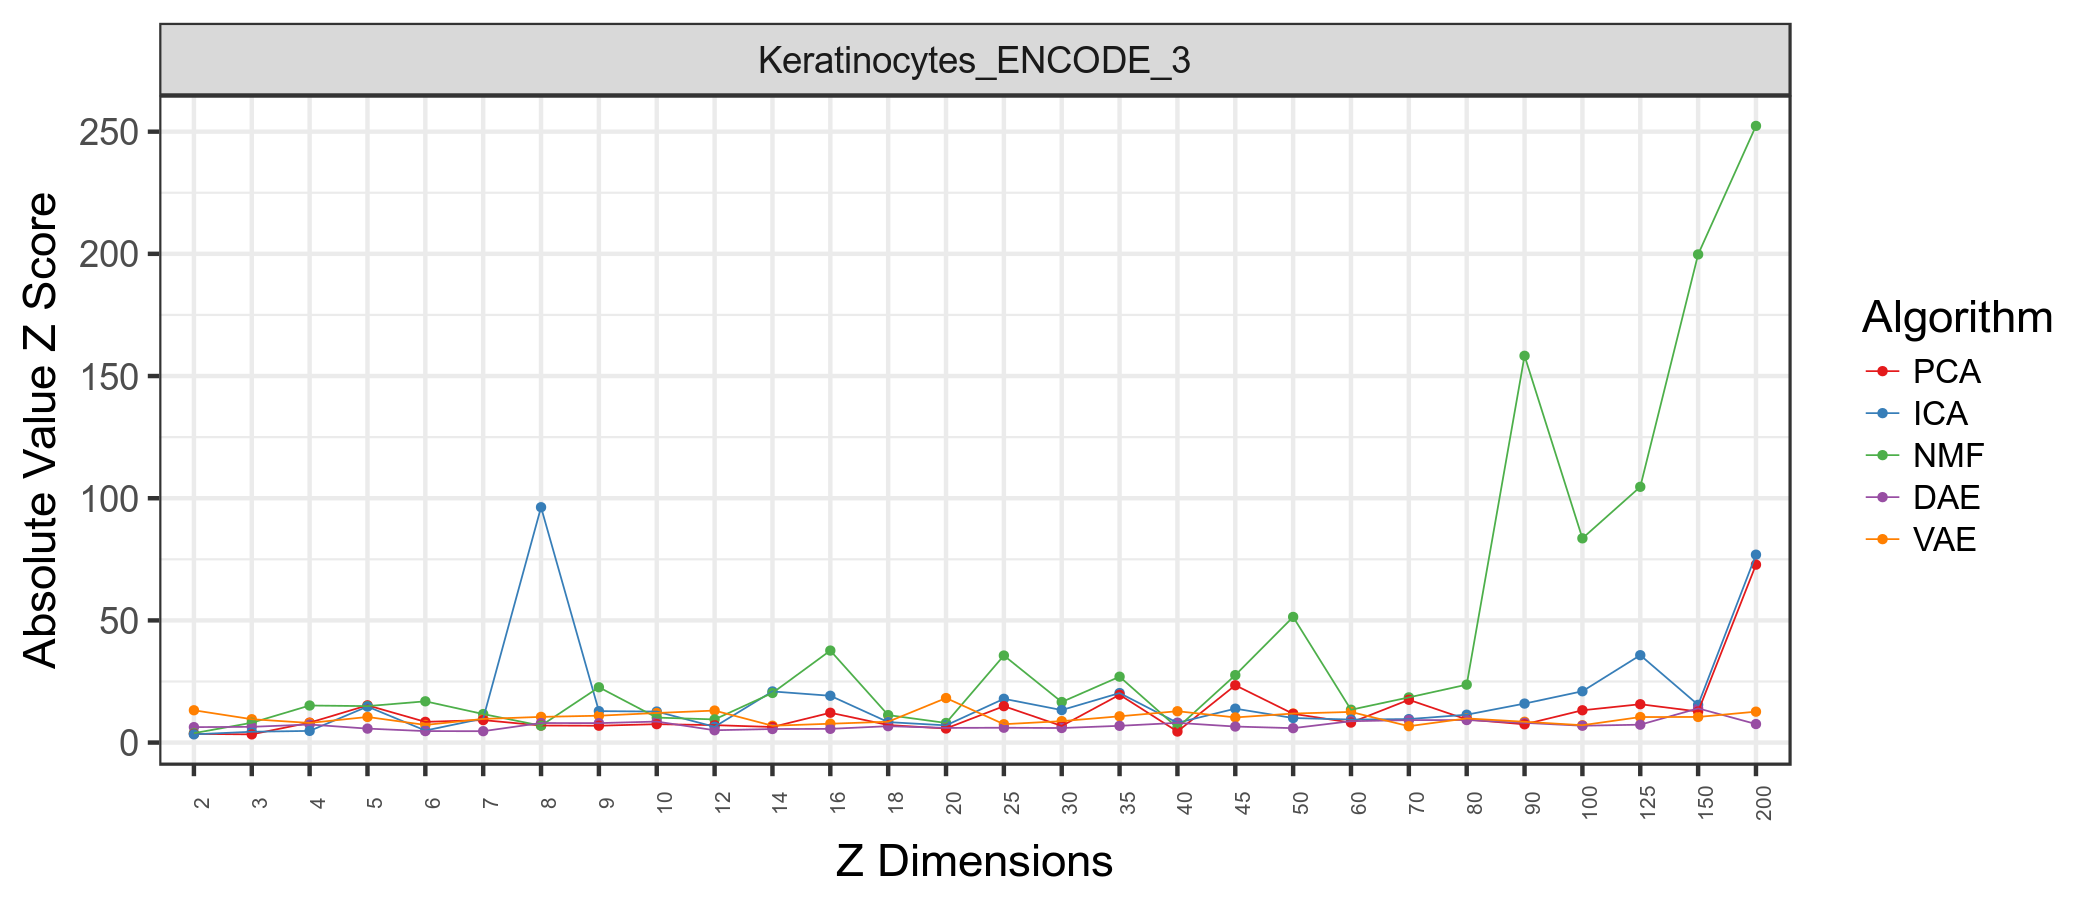 Keratinocytes_ENCODE_3
Absolute Value Z Score
250
200
150
100
50
0
2 3 4 5 6 7 8 9 10 12 14 16 18 20 25 30 35 40 45 50 60 70 80 90 100 125 150 200
Z Dimensions
Algorithm
PCA
ICA
NMF
DAE
VAE